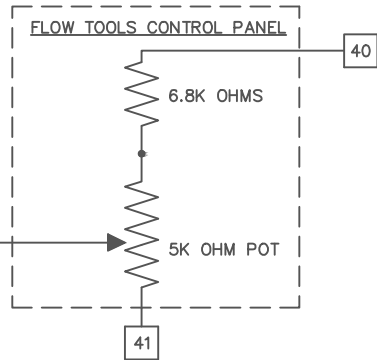 FLOW TOOLS CONTROL PANEL
40
6.8K OHMS
5K OHM POT
41